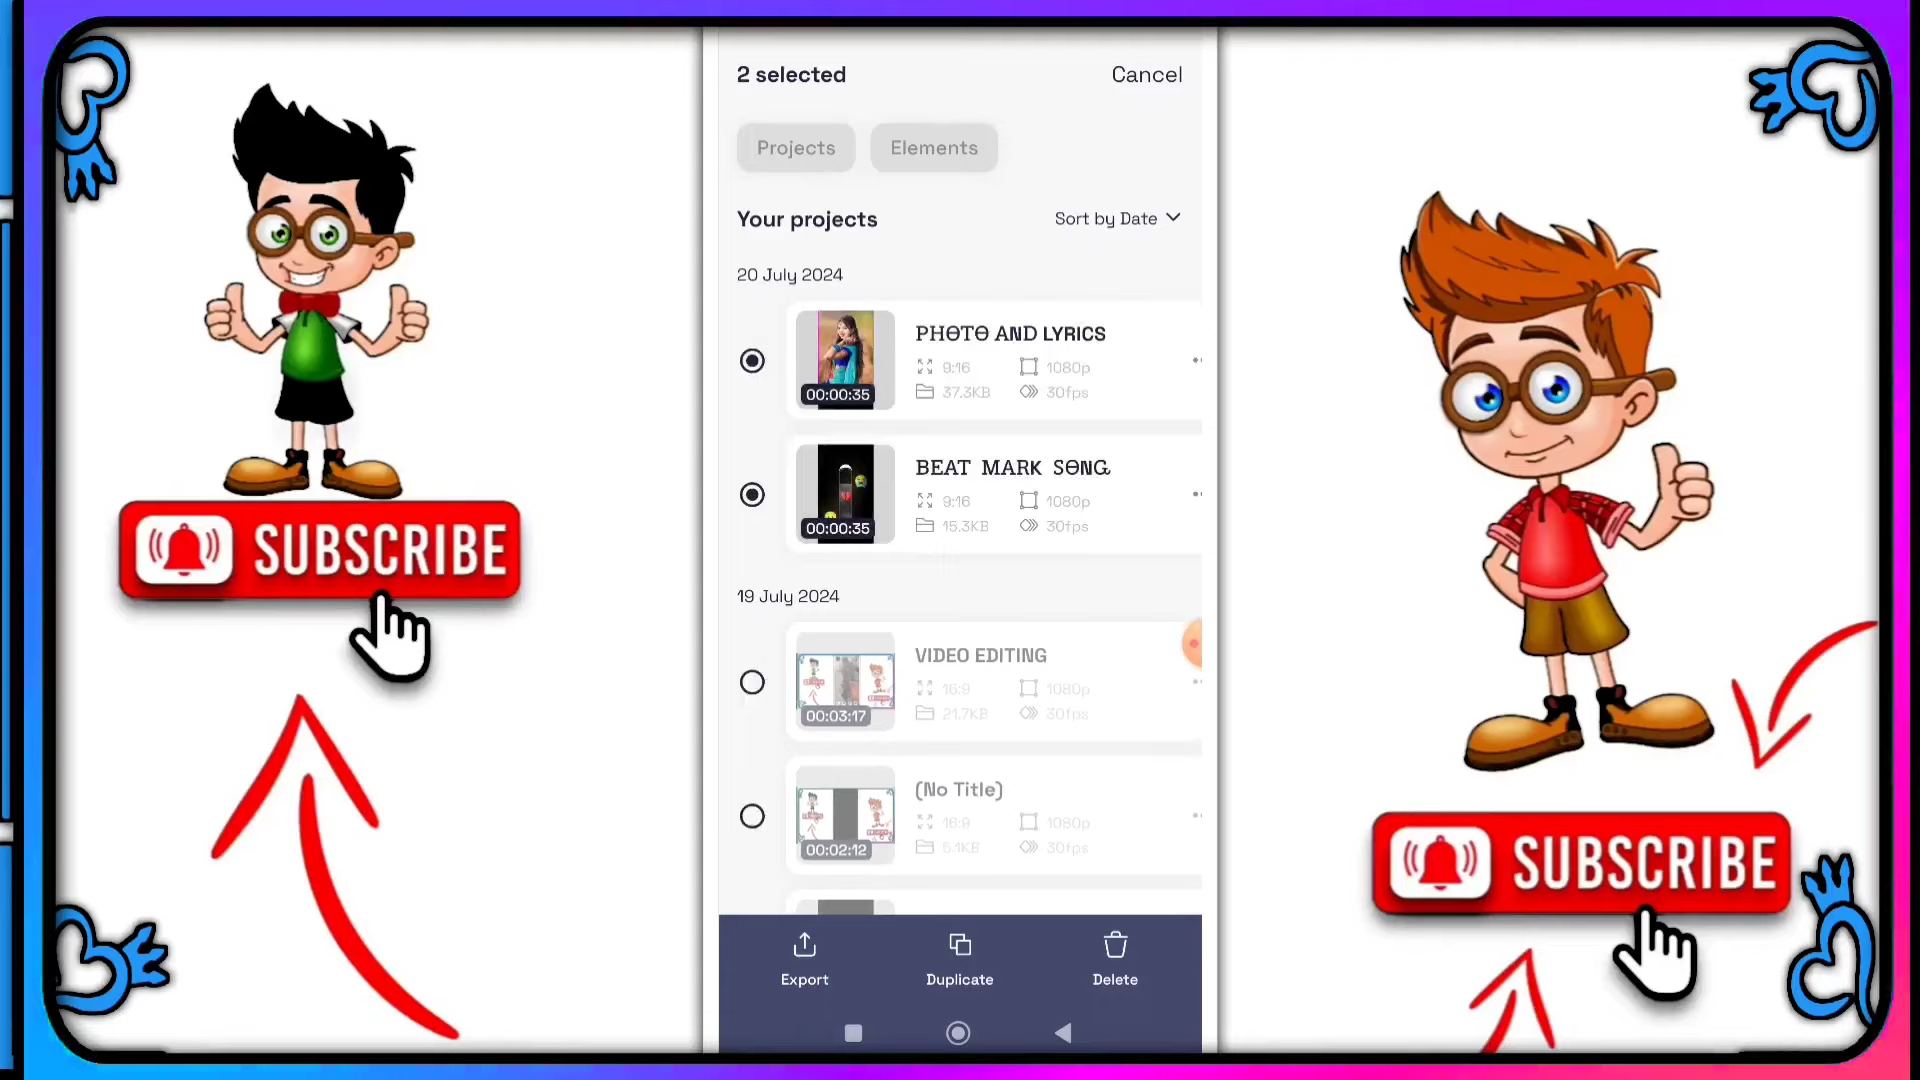 2 selected
Cancel
Projects
Elements
Your projects
Sort by Date
20 July 2024
PHӨTӨ AND LYRICS
9:16
1080p
37.3KB
30fps
00:00:35
BEAT MARK SӨNG
9:16
1080p
15.3KB
30fps
00:00:35
19 July 2024
VIDEO EDITING
16:9
1080p
21.7KB
30fps
00:03:17
(No Title)
16:9
1080p
5.1KB
30fps
00:02:12
Export
Duplicate
Delete
SUBSCRIBE
SUBSCRIBE